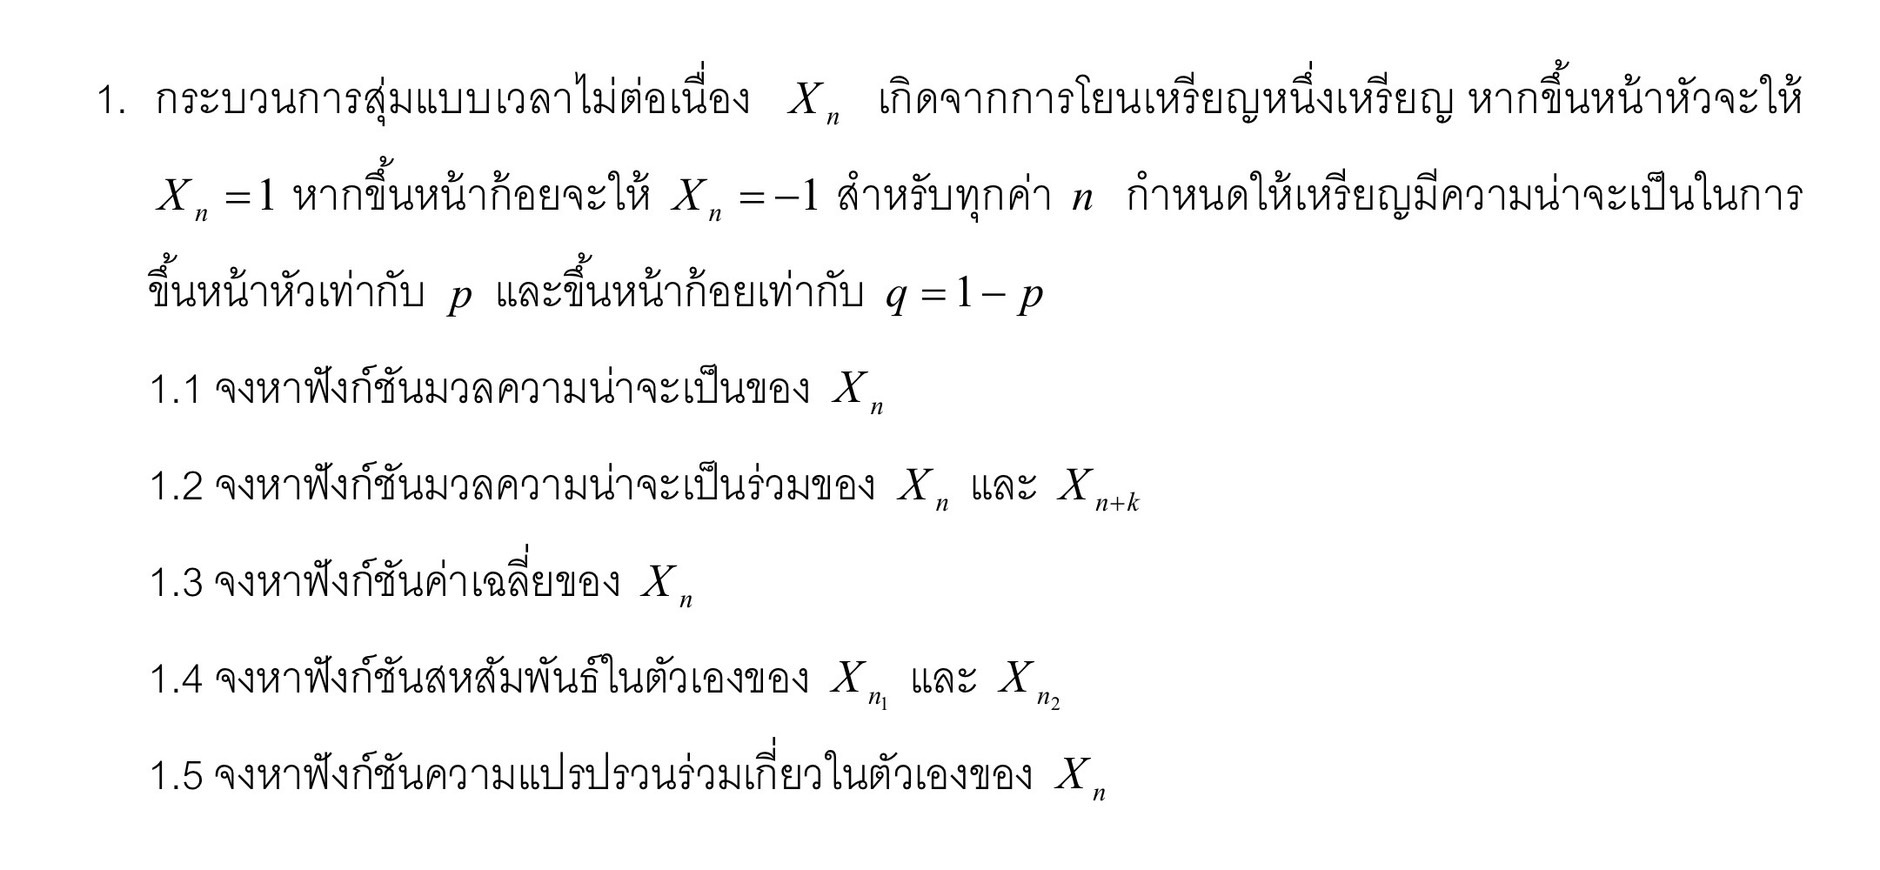 1. กระบวนการสุ่มแบบเวลาไม่ต่อเนื่อง X_n เกิดจากการโยนเหรียญหนึ่งเหรียญ หากขึ้นหน้าหัวจะให้
X_n = 1 หากขึ้นหน้าก้อยจะให้ X_n = −1 สำหรับทุกค่า n กำหนดให้เหรียญมีความน่าจะเป็นในการ
ขึ้นหน้าหัวเท่ากับ p และขึ้นหน้าก้อยเท่ากับ q = 1 − p
1.1 จงหาฟังก์ชันมวลความน่าจะเป็นของ X_n
1.2 จงหาฟังก์ชันมวลความน่าจะเป็นร่วมของ X_n และ X_{n+k}
1.3 จงหาฟังก์ชันค่าเฉลี่ยของ X_n
1.4 จงหาฟังก์ชันสหสัมพันธ์ในตัวเองของ X_{n_1} และ X_{n_2}
1.5 จงหาฟังก์ชันความแปรปรวนร่วมเกี่ยวในตัวเองของ X_n